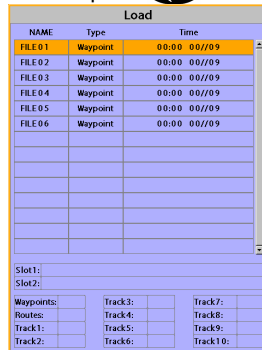 Load
NAME Type Time
FILE01 Waypoint 00:00 00//09
FILE02 Waypoint 00:00 00//09
FILE03 Waypoint 00:00 00//09
FILE04 Waypoint 00:00 00//09
FILE05 Waypoint 00:00 00//09
FILE06 Waypoint 00:00 00//09
Slot1:
Slot2:
Waypoints: Track3: Track7:
Routes: Track4: Track8:
Track1: Track5: Track9:
Track2: Track6: Track10: